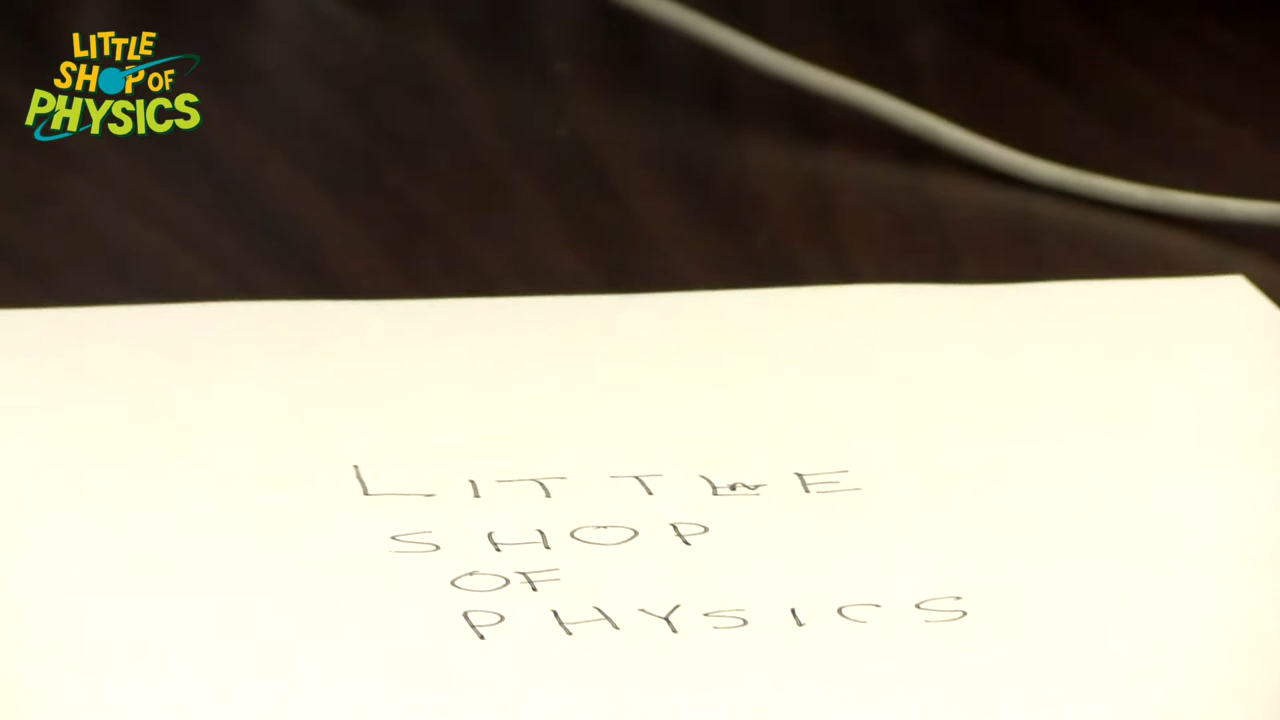 LITTLE
SHOP OF
PHYSICS
LITTLE
SHOP
OF
PHYSICS